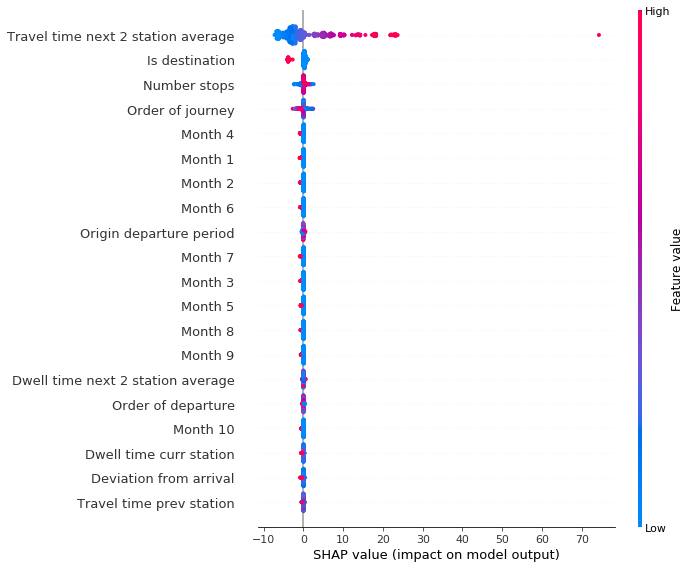 High
Travel time next 2 station average
Is destination
Number stops
Order of journey
Month 4
Month 1
Month 2
Month 6
Origin departure period
Month 7
Month 3
Month 5
Month 8
Month 9
Dwell time next 2 station average
Order of departure
Month 10
Dwell time curr station
Deviation from arrival
Travel time prev station
Feature value
Low
−10 0 10 20 30 40 50 60 70
SHAP value (impact on model output)